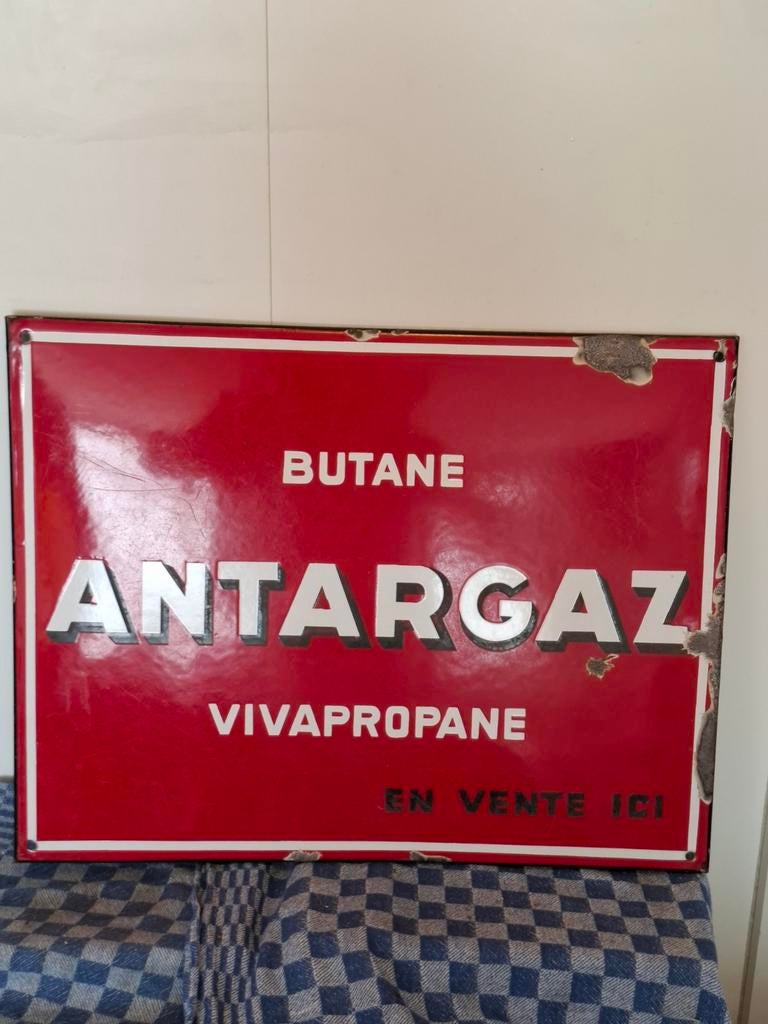 BUTANE
ANTARGAZ
VIVAPROPANE
EN VENTE ICI